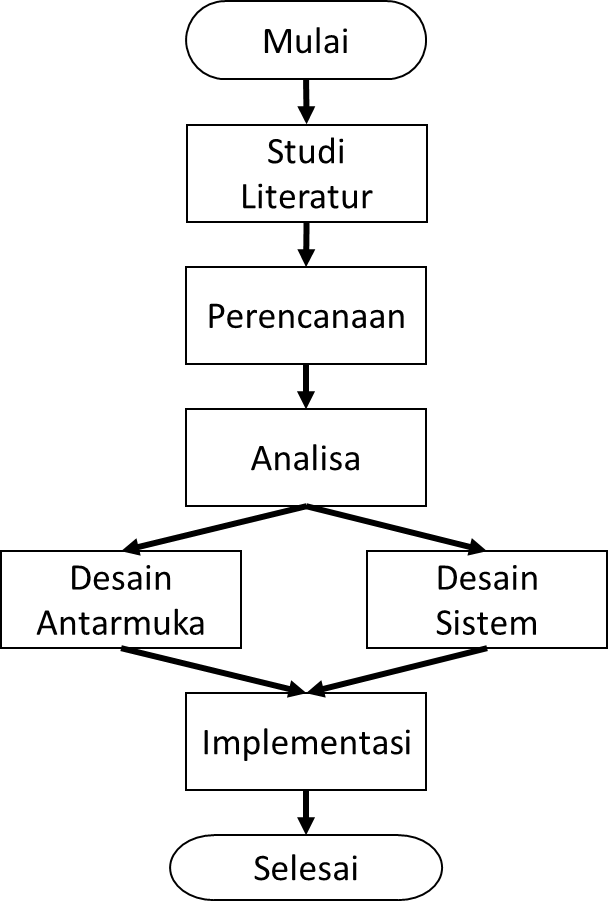 Mulai
Studi
Literatur
Perencanaan
Analisa
Desain
Antarmuka
Desain
Sistem
Implementasi
Selesai